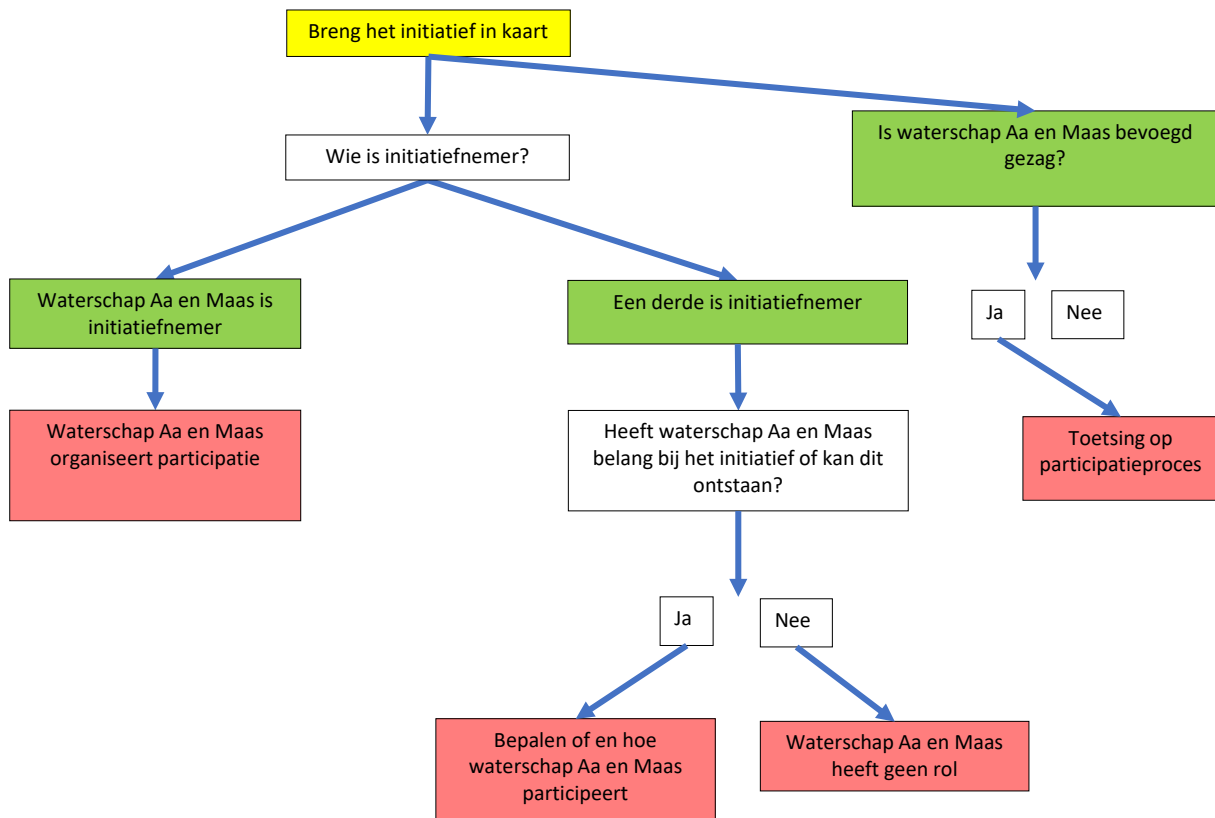 Breng het initiatief in kaart
Wie is initiatiefnemer?
Is waterschap Aa en Maas bevoegd
gezag?
Waterschap Aa en Maas is
initiatiefnemer
Een derde is initiatiefnemer
Ja
Nee
Waterschap Aa en Maas
organiseert participatie
Heeft waterschap Aa en Maas
belang bij het initiatief of kan dit
ontstaan?
Toetsing op
participatieproces
Ja
Nee
Bepalen of en hoe
waterschap Aa en Maas
participeert
Waterschap Aa en Maas
heeft geen rol